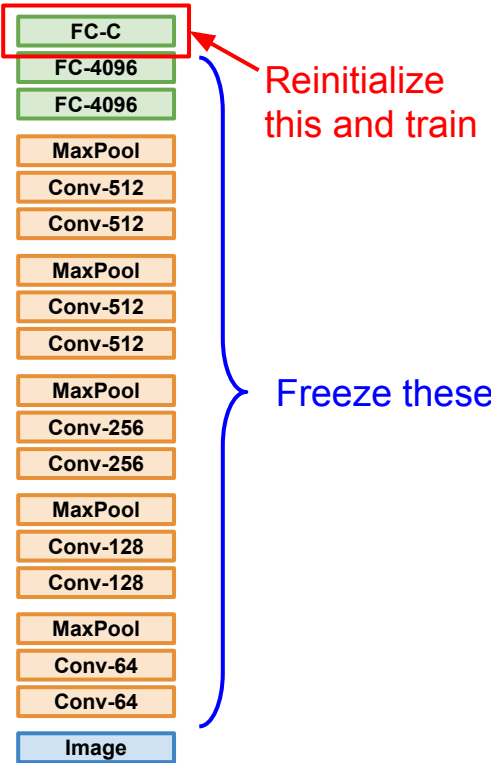 FC-C
FC-4096
FC-4096
Reinitialize
this and train
MaxPool
Conv-512
Conv-512
MaxPool
Conv-512
Conv-512
MaxPool
Conv-256
Conv-256
Freeze these
MaxPool
Conv-128
Conv-128
MaxPool
Conv-64
Conv-64
Image